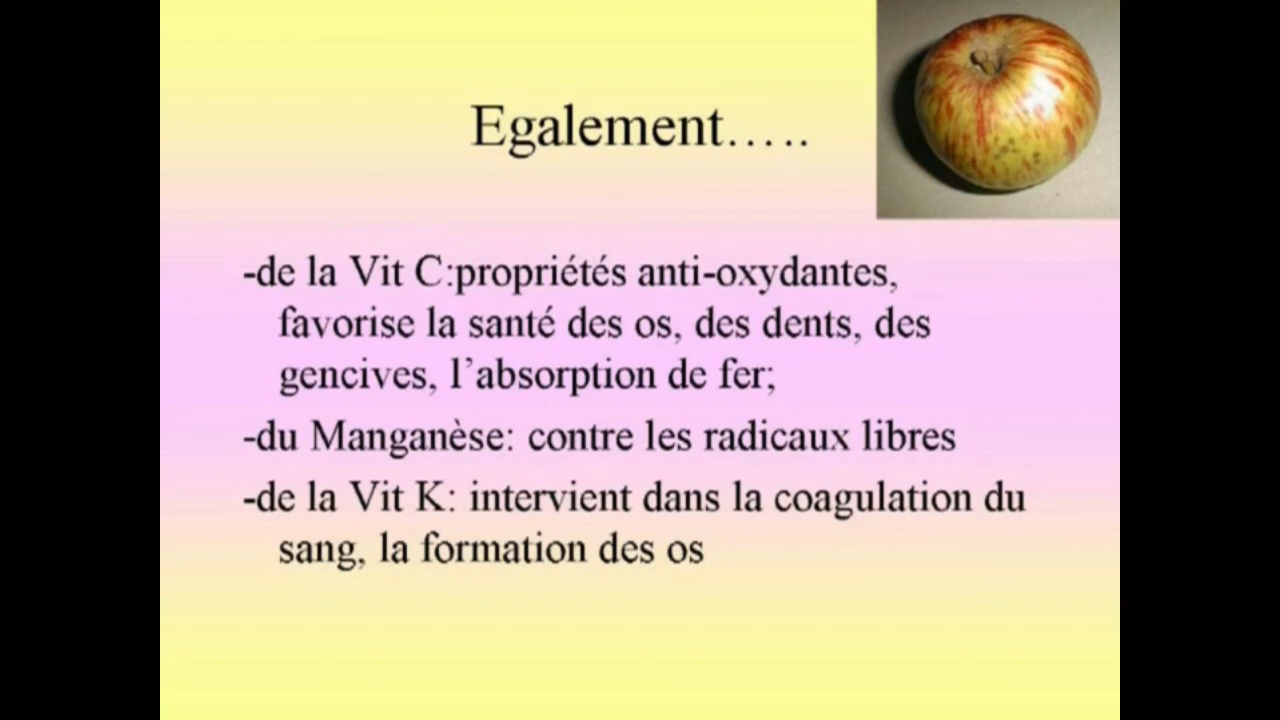 Egalement…..
-de la Vit C:propriétés anti-oxydantes,
favorise la santé des os, des dents, des
gencives, l’absorption de fer;
-du Manganèse: contre les radicaux libres
-de la Vit K: intervient dans la coagulation du
sang, la formation des os